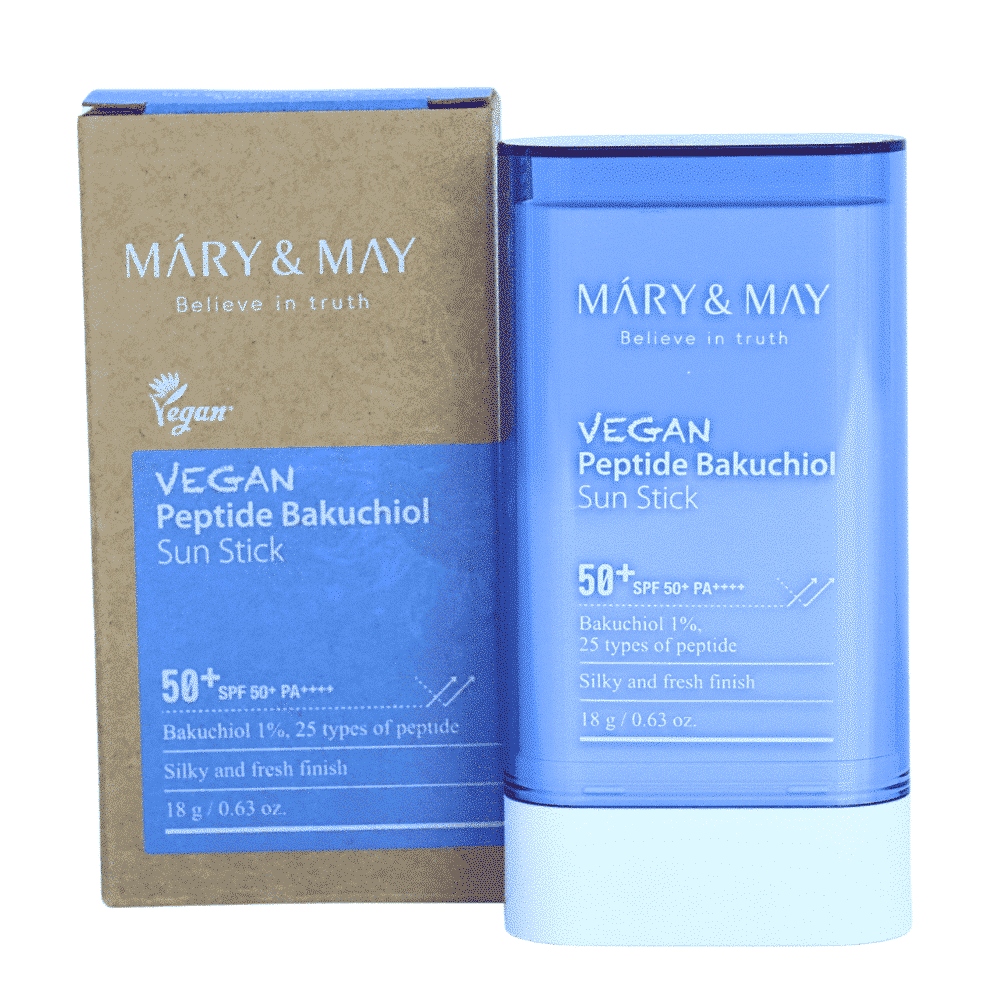 MÁRY & MAY
Believe in truth
Vegan
VEGAN
Peptide Bakuchiol
Sun Stick
50+ SPF 50+ PA++++
Bakuchiol 1%, 25 types of peptide
Silky and fresh finish
18 g / 0.63 oz.
MÁRY & MAY
Believe in truth
VEGAN
Peptide Bakuchiol
Sun Stick
50+ SPF 50+ PA++++
Bakuchiol 1%,
25 types of peptide
Silky and fresh finish
18 g / 0.63 oz.